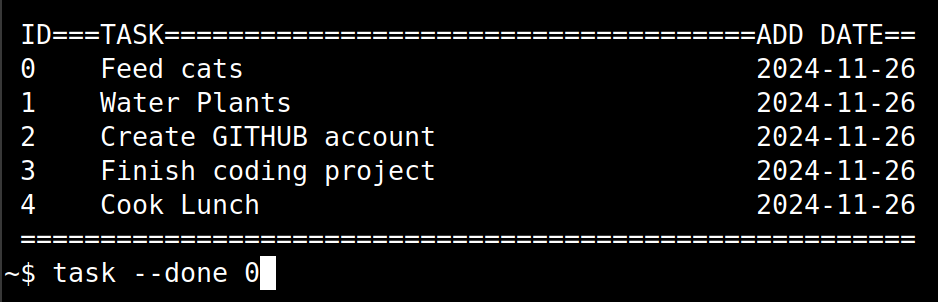 ID===TASK=====================================ADD DATE==
0    Feed cats                                2024-11-26
1    Water Plants                             2024-11-26
2    Create GITHUB account                    2024-11-26
3    Finish coding project                    2024-11-26
4    Cook Lunch                               2024-11-26
========================================================
~$ task --done 0